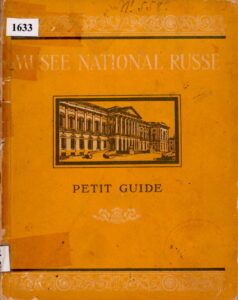 1633
MUSEE NATIONAL RUSSE
PETIT GUIDE